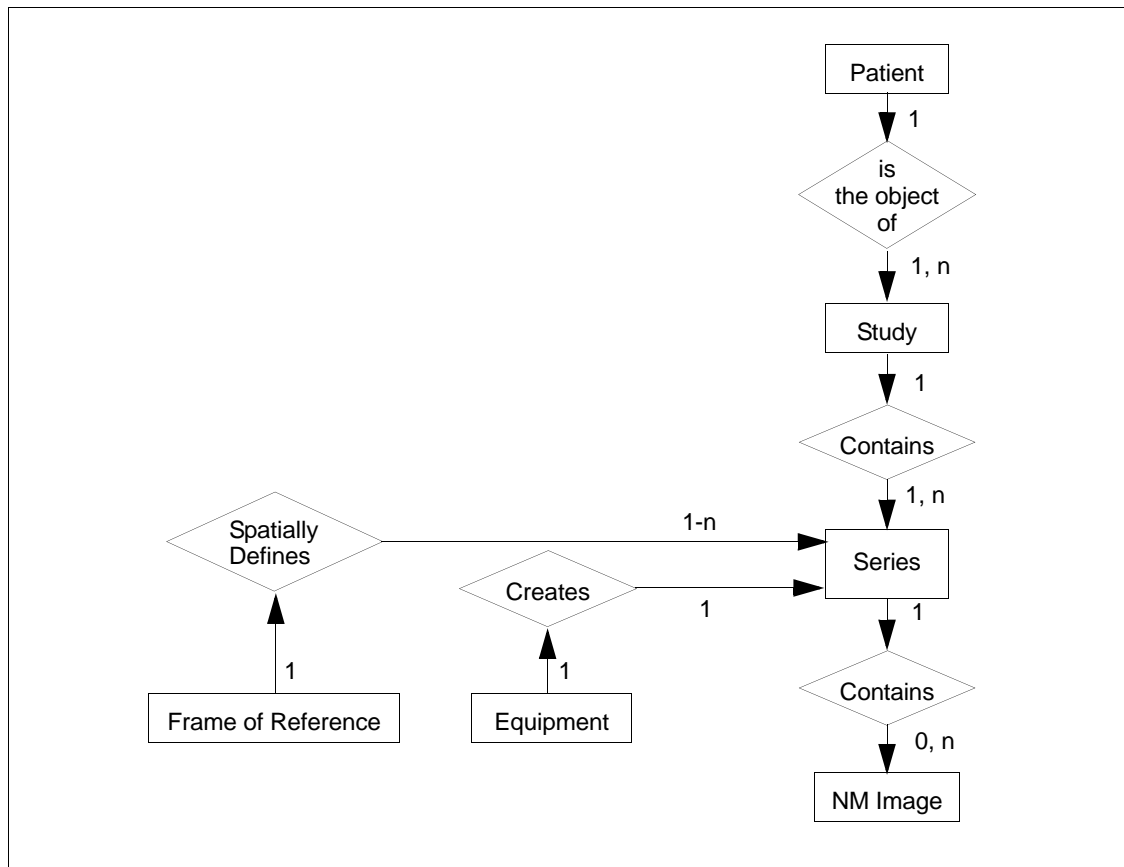 Patient
1
is
the object
of
1, n
Study
1
Contains
1, n
Spatially
Defines
1-n
Series
Creates
1
1
1
Frame of Reference
1
Equipment
Contains
0, n
NM Image